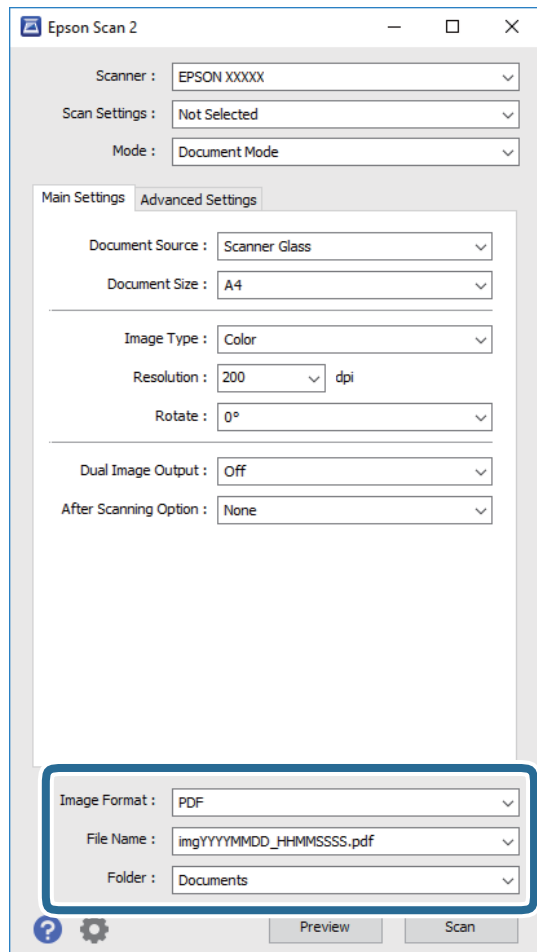 Epson Scan 2
Scanner : EPSON XXXXX
Scan Settings : Not Selected
Mode : Document Mode
Main Settings Advanced Settings
Document Source : Scanner Glass
Document Size : A4
Image Type : Color
Resolution : 200 dpi
Rotate : 0°
Dual Image Output : Off
After Scanning Option : None
Image Format : PDF
File Name : imgYYYYMMDD_HHMMSSSS.pdf
Folder : Documents
? Preview Scan